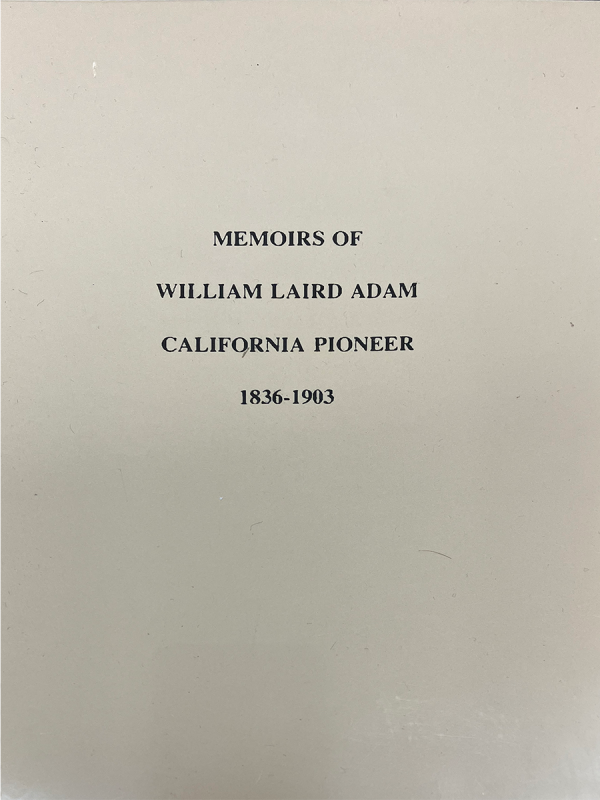 MEMOIRS OF
WILLIAM LAIRD ADAM
CALIFORNIA PIONEER
1836-1903